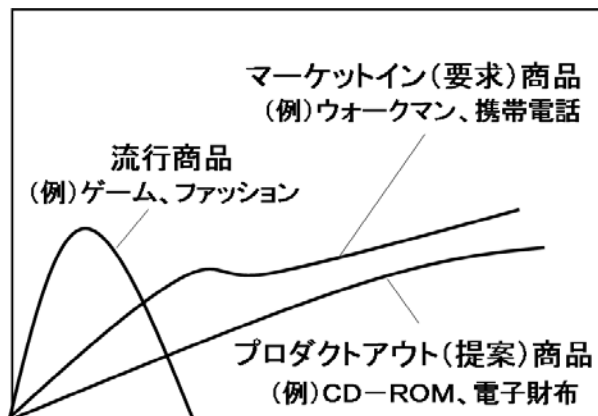 マーケットイン(要求)商品
(例)ウォークマン、携帯電話
流行商品
(例)ゲーム、ファッション
プロダクトアウト(提案)商品
(例)CD－ROM、電子財布